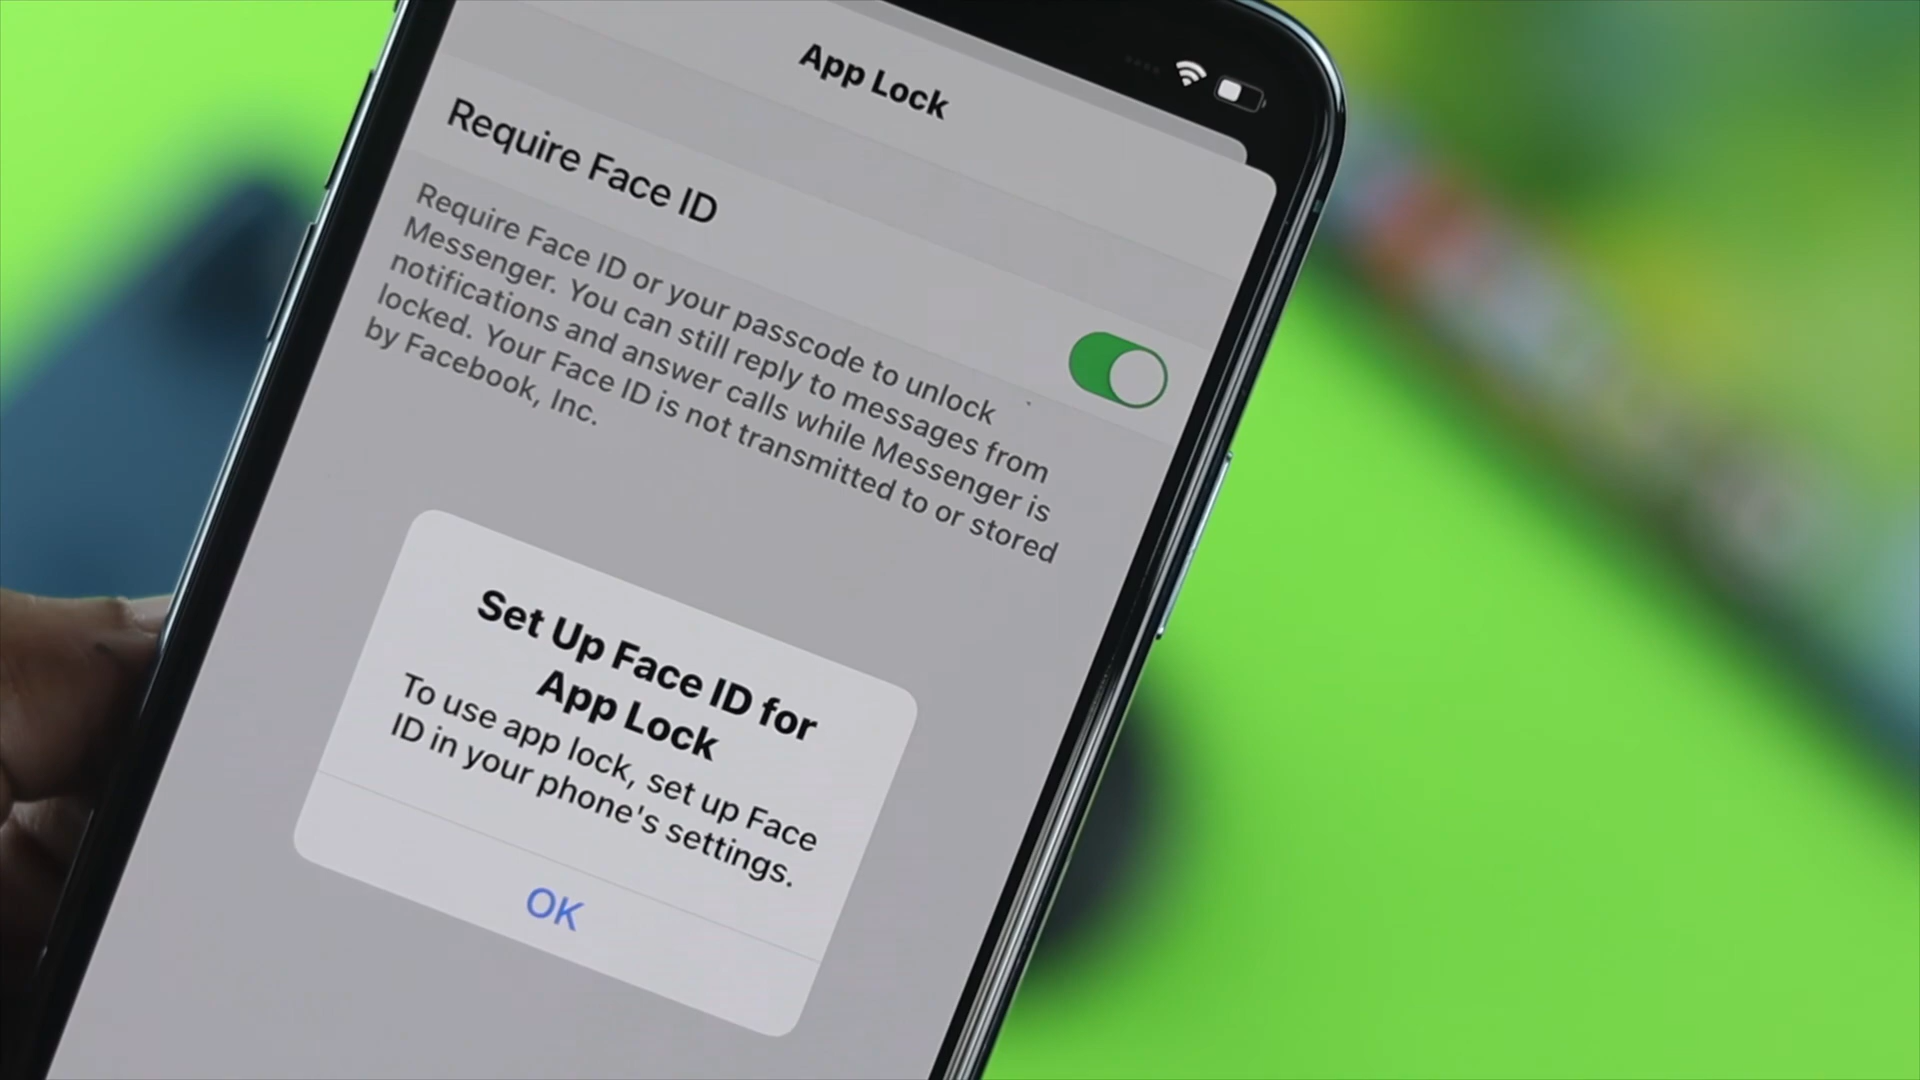 App Lock
Require Face ID
Require Face ID or your passcode to unlock
Messenger. You can still reply to messages from
notifications and answer calls while Messenger is
locked. Your Face ID is not transmitted to or stored
by Facebook, Inc.
Set Up Face ID for
App Lock
To use app lock, set up Face
ID in your phone's settings.
OK